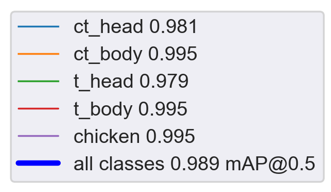 ct_head 0.981
ct_body 0.995
t_head 0.979
t_body 0.995
chicken 0.995
all classes 0.989 mAP@0.5